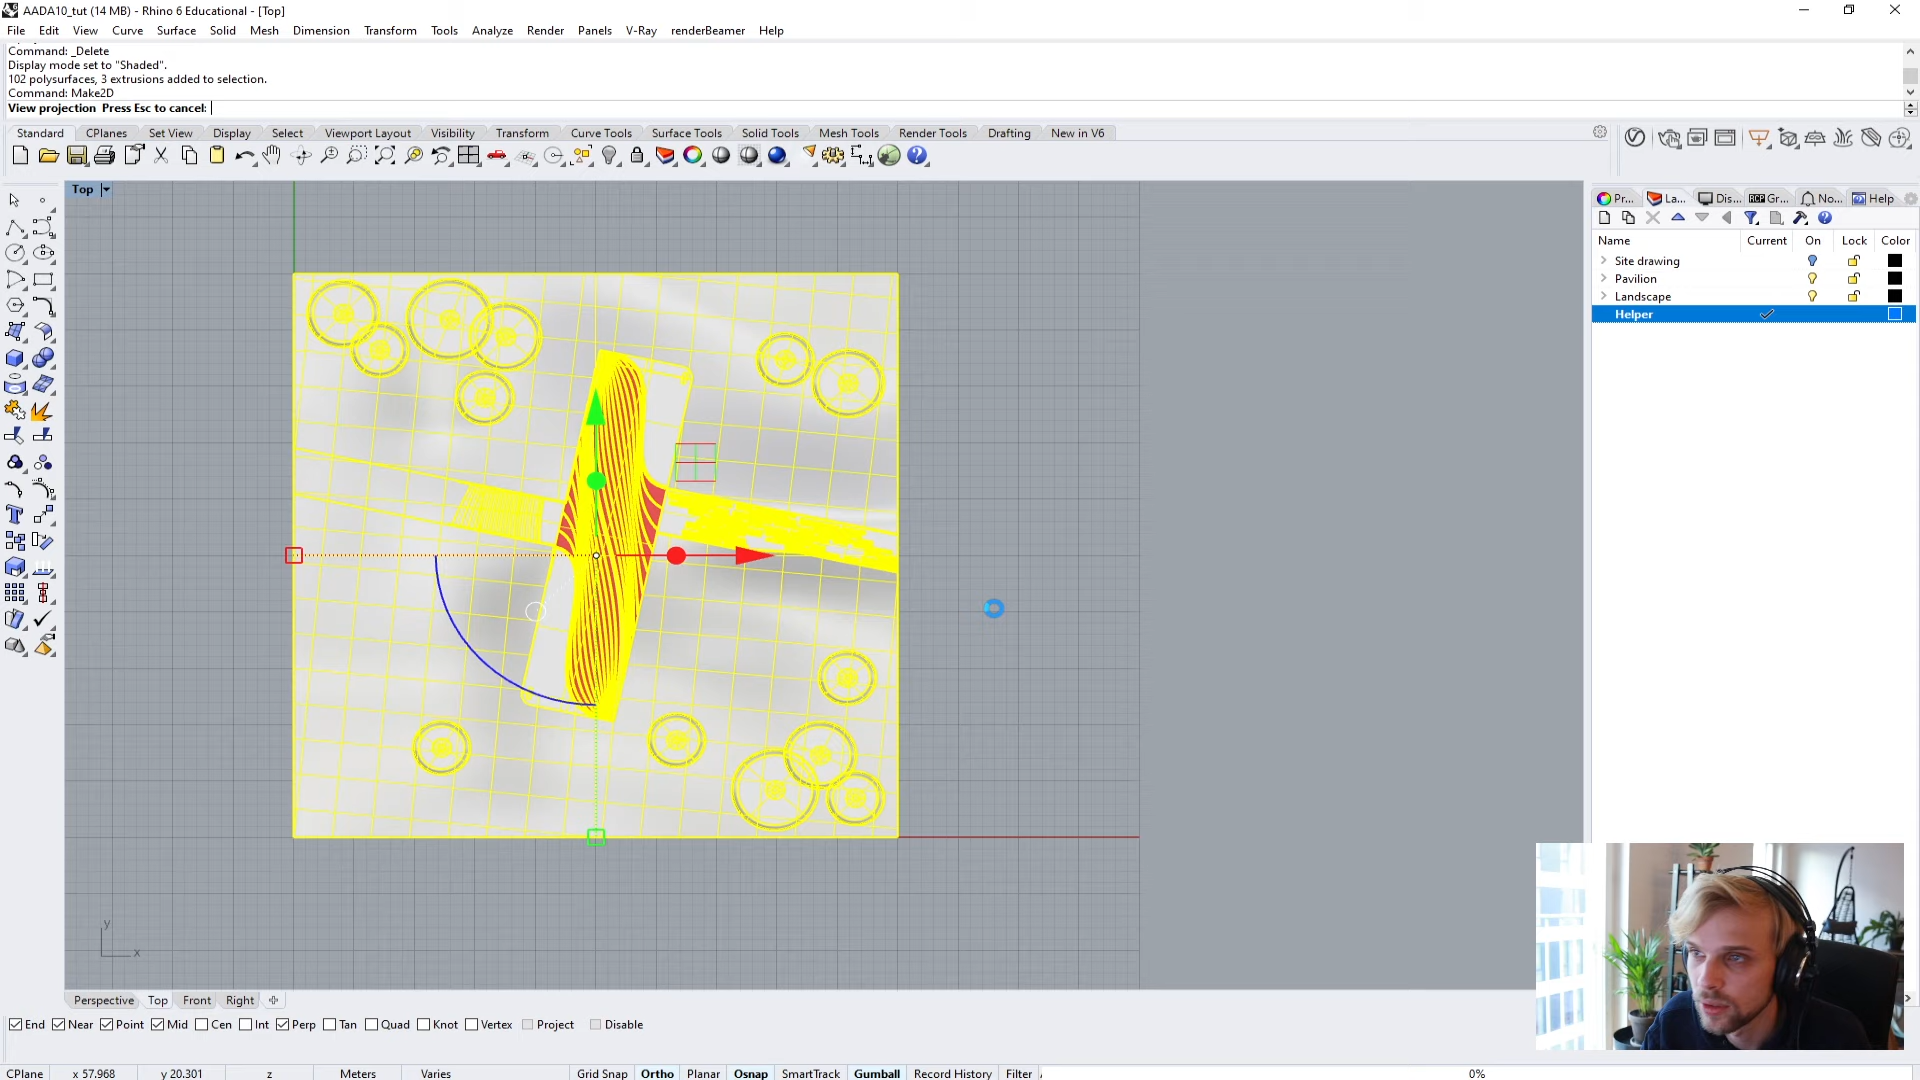 AADA10_tut (14 MB) - Rhino 6 Educational - [Top]
File Edit View Curve Surface Solid Mesh Dimension Transform Tools Analyze Render Panels V-Ray renderBeamer Help
Command: _Delete
Display mode set to "Shaded".
102 polysurfaces, 3 extrusions added to selection.
Command: Make2D
View projection Press Esc to cancel:
Standard CPlanes Set View Display Select Viewport Layout Visibility Transform Curve Tools Surface Tools Solid Tools Mesh Tools Render Tools Drafting New in V6
Top
Pr... La... Dis... Gr... No... Help
Name Current On Lock Color
Site drawing
Pavilion
Landscape
Helper
y
x
Perspective Top Front Right
End Near Point Mid Cen Int Perp Tan Quad Knot Vertex Project Disable
CPlane x 57.968 y 20.301 z Meters Varies Grid Snap Ortho Planar Osnap SmartTrack Gumball Record History Filter 0%